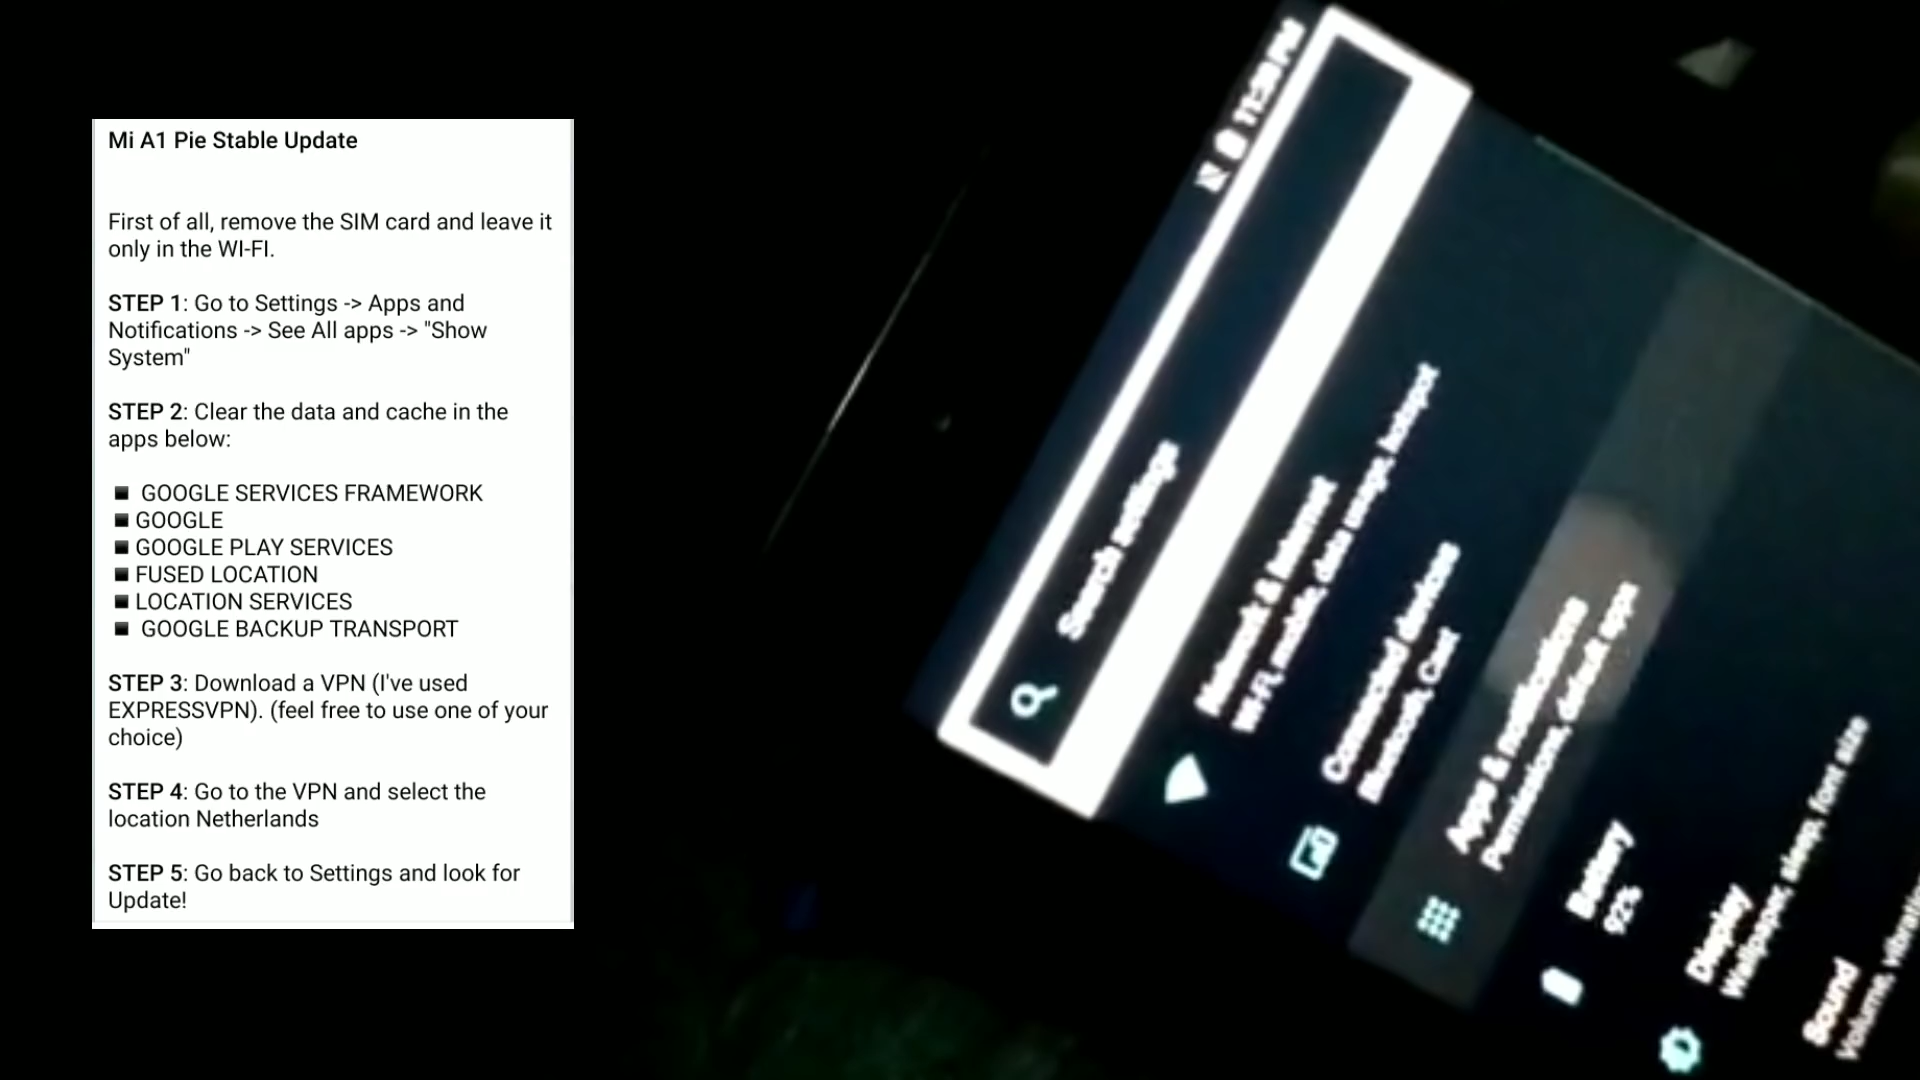 Mi A1 Pie Stable Update
First of all, remove the SIM card and leave it
only in the WI-FI.
STEP 1: Go to Settings -> Apps and
Notifications -> See All apps -> "Show
System"
STEP 2: Clear the data and cache in the
apps below:
▪ GOOGLE SERVICES FRAMEWORK
▪ GOOGLE
▪ GOOGLE PLAY SERVICES
▪ FUSED LOCATION
▪ LOCATION SERVICES
▪ GOOGLE BACKUP TRANSPORT
STEP 3: Download a VPN (I've used
EXPRESSVPN). (feel free to use one of your
choice)
STEP 4: Go to the VPN and select the
location Netherlands
STEP 5: Go back to Settings and look for
Update!
PM
Search settings
Network & Internet
Wi-Fi, mobile, data usage, hotspot
Connected devices
Bluetooth, Cast
Apps & notifications
Permissions, default apps
Battery
92%
Display
Wallpaper, sleep, font size
Sound
Volume,